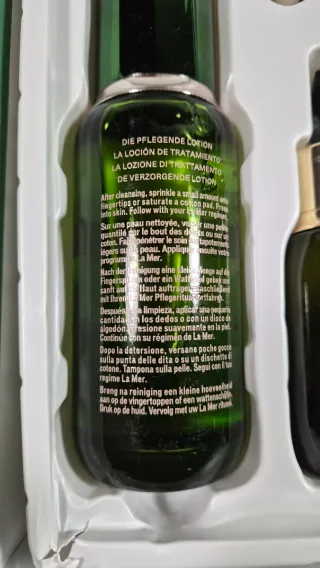 DIE PFLEGENDE LOTION
LA LOCIÓN DE TRATAMIENTO
LA LOZIONE DI TRATTAMENTO
DE VERZORGENDE LOTION
After cleansing, sprinkle a small amount onto
fingertips or saturate a cotton pad. Press
into skin. Follow with your La Mer regimen.
Sur une peau nettoyée, verser une petite
quantité sur le bout des doigts ou sur un
coton. Faire pénétrer le soin en tapotements
légers sur la peau. Appliquer ensuite votre
programme La Mer.
Nach der Reinigung eine kleine Menge auf die
Fingerspitzen oder ein Wattepad geben und
sanft auf die Haut auftragen. Anschließend
mit Ihrem La Mer Pflegeritual fortfahren.
Después de la limpieza, aplicar una pequeña
cantidad en los dedos o con un disco de
algodón. Presione suavemente en la piel.
Continúe con su régimen de La Mer.
Dopo la detersione, versare poche gocce
sulla punta delle dita o su un dischetto di
cotone. Tampona sulla pelle. Segui con il tuo
regime La Mer.
Breng na reiniging een kleine hoeveelheid
aan op de vingertoppen of een wattenschijfje.
Druk op de huid. Vervolg met uw La Mer ritueel.